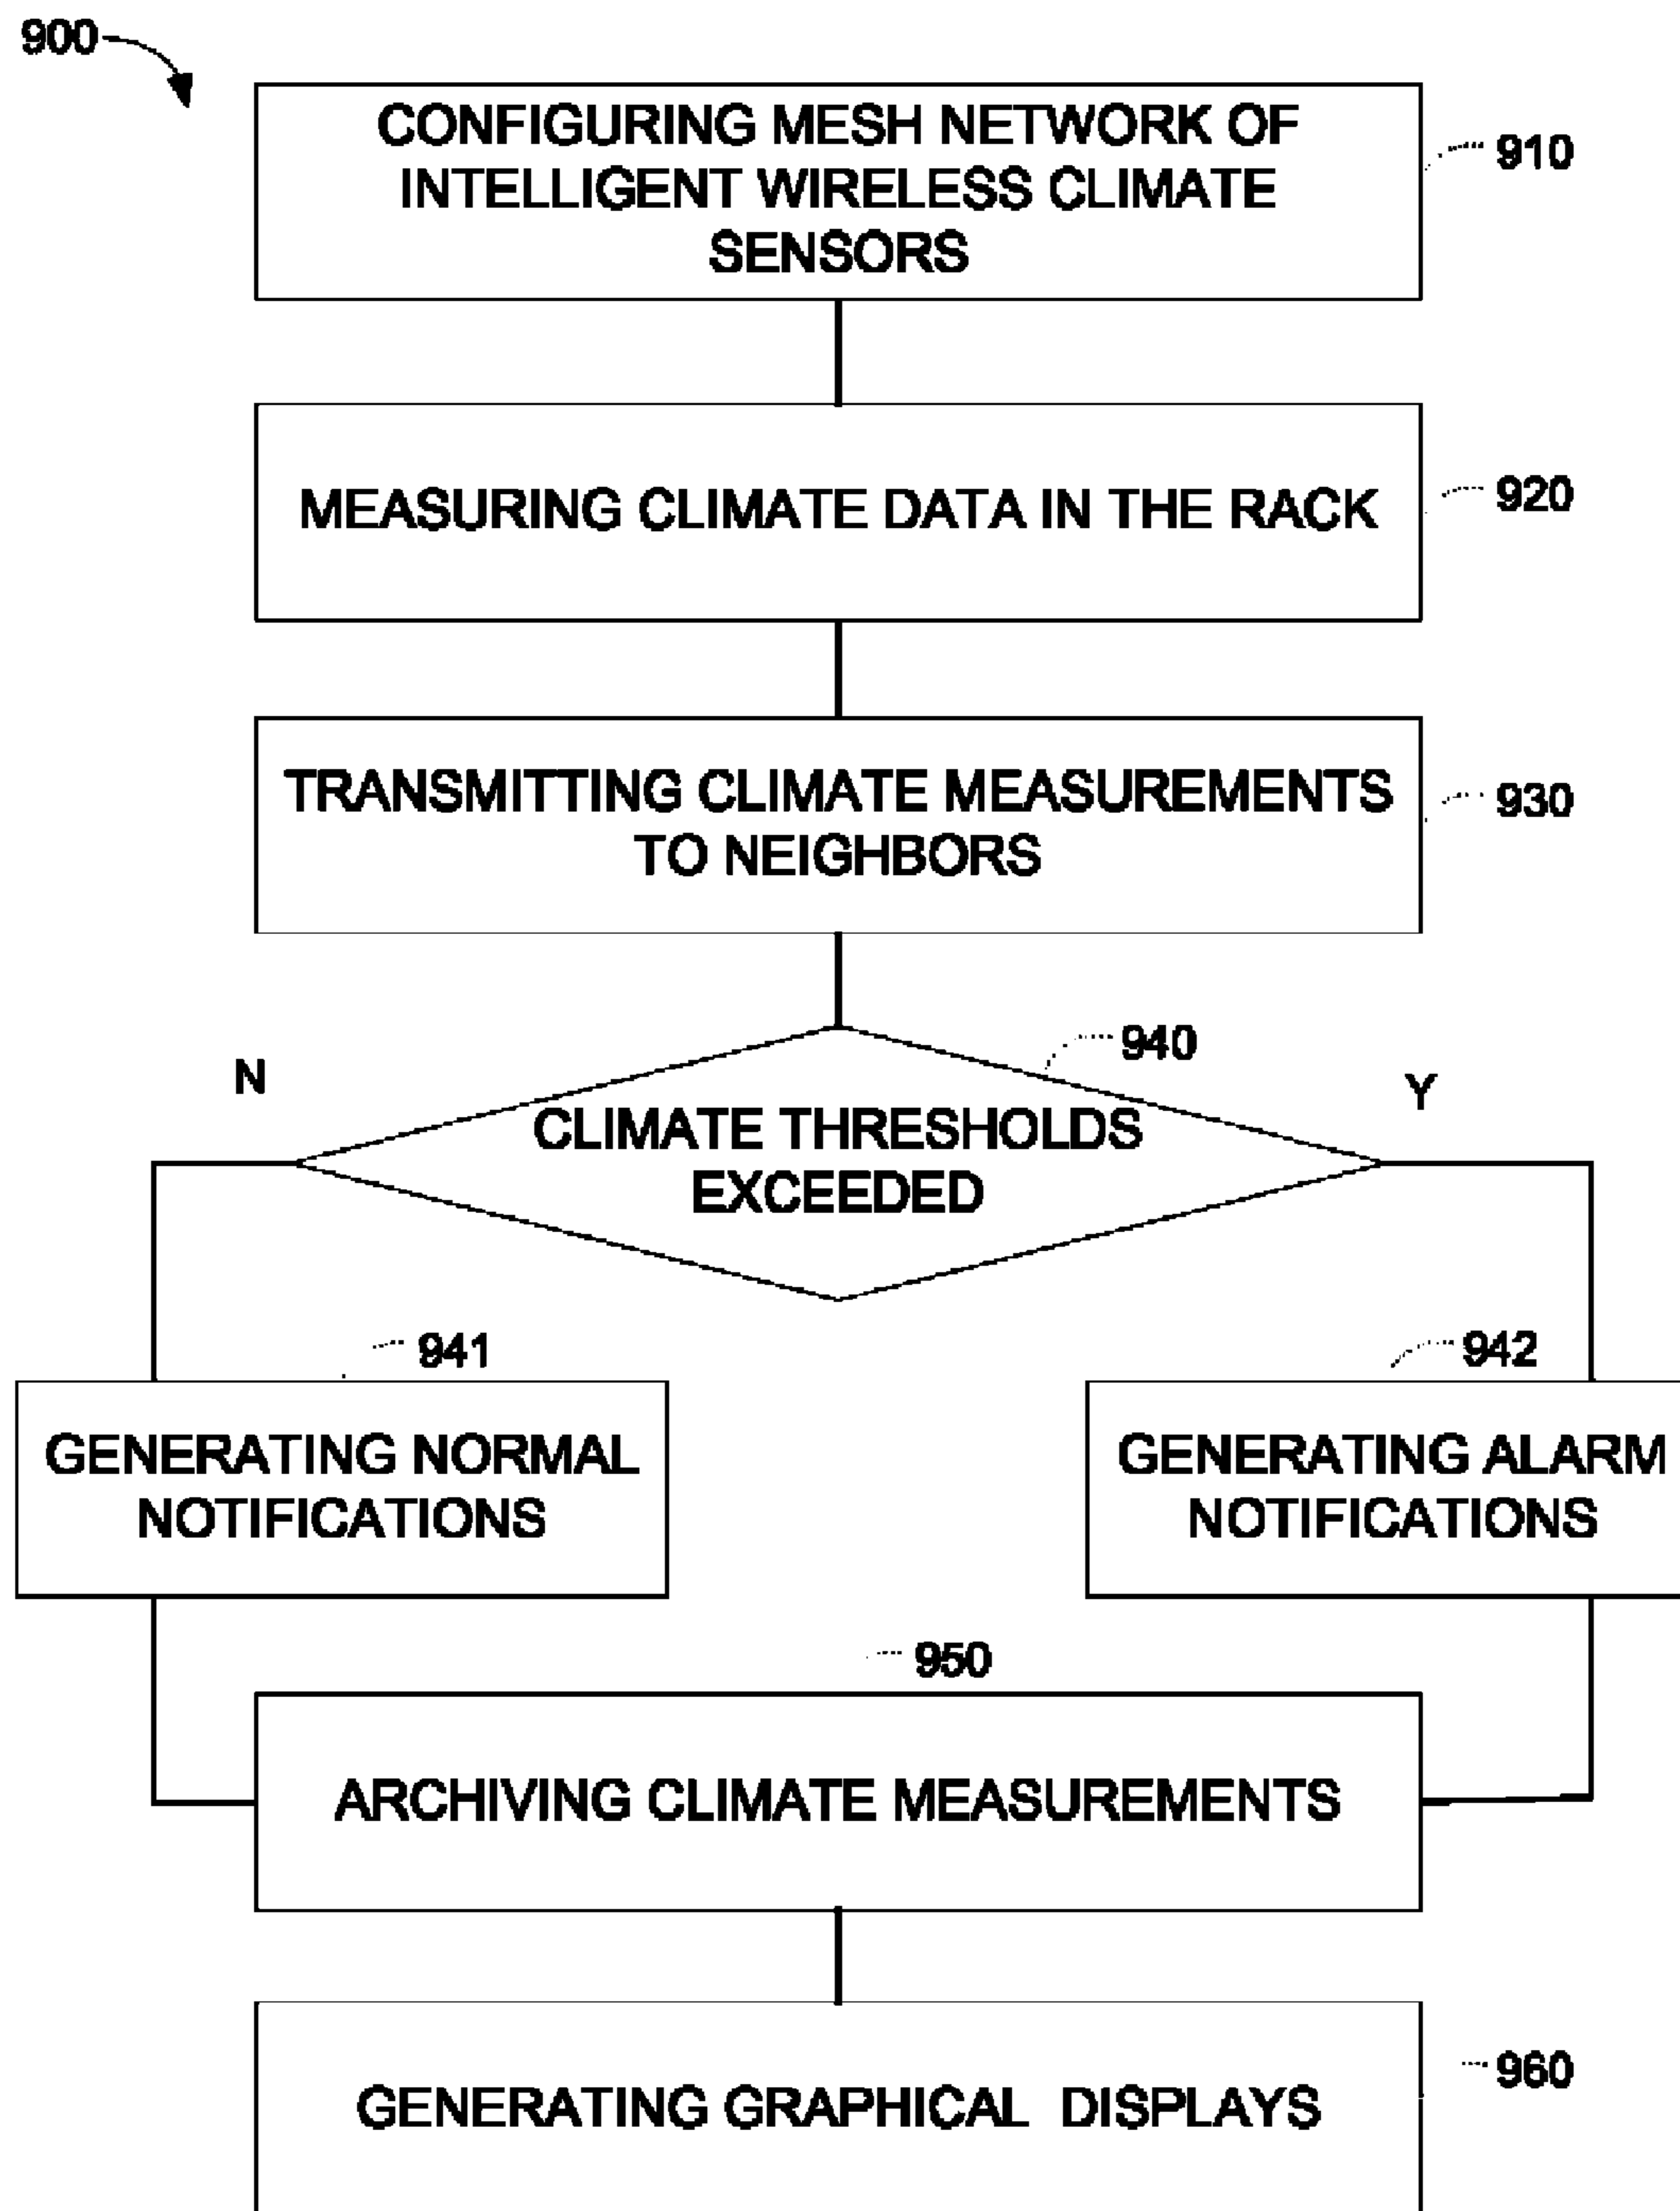 900
CONFIGURING MESH NETWORK OF
INTELLIGENT WIRELESS CLIMATE
SENSORS
910
MEASURING CLIMATE DATA IN THE RACK
920
TRANSMITTING CLIMATE MEASUREMENTS
TO NEIGHBORS
930
940
N
Y
CLIMATE THRESHOLDS
EXCEEDED
941
942
GENERATING NORMAL
NOTIFICATIONS
GENERATING ALARM
NOTIFICATIONS
950
ARCHIVING CLIMATE MEASUREMENTS
960
GENERATING GRAPHICAL DISPLAYS